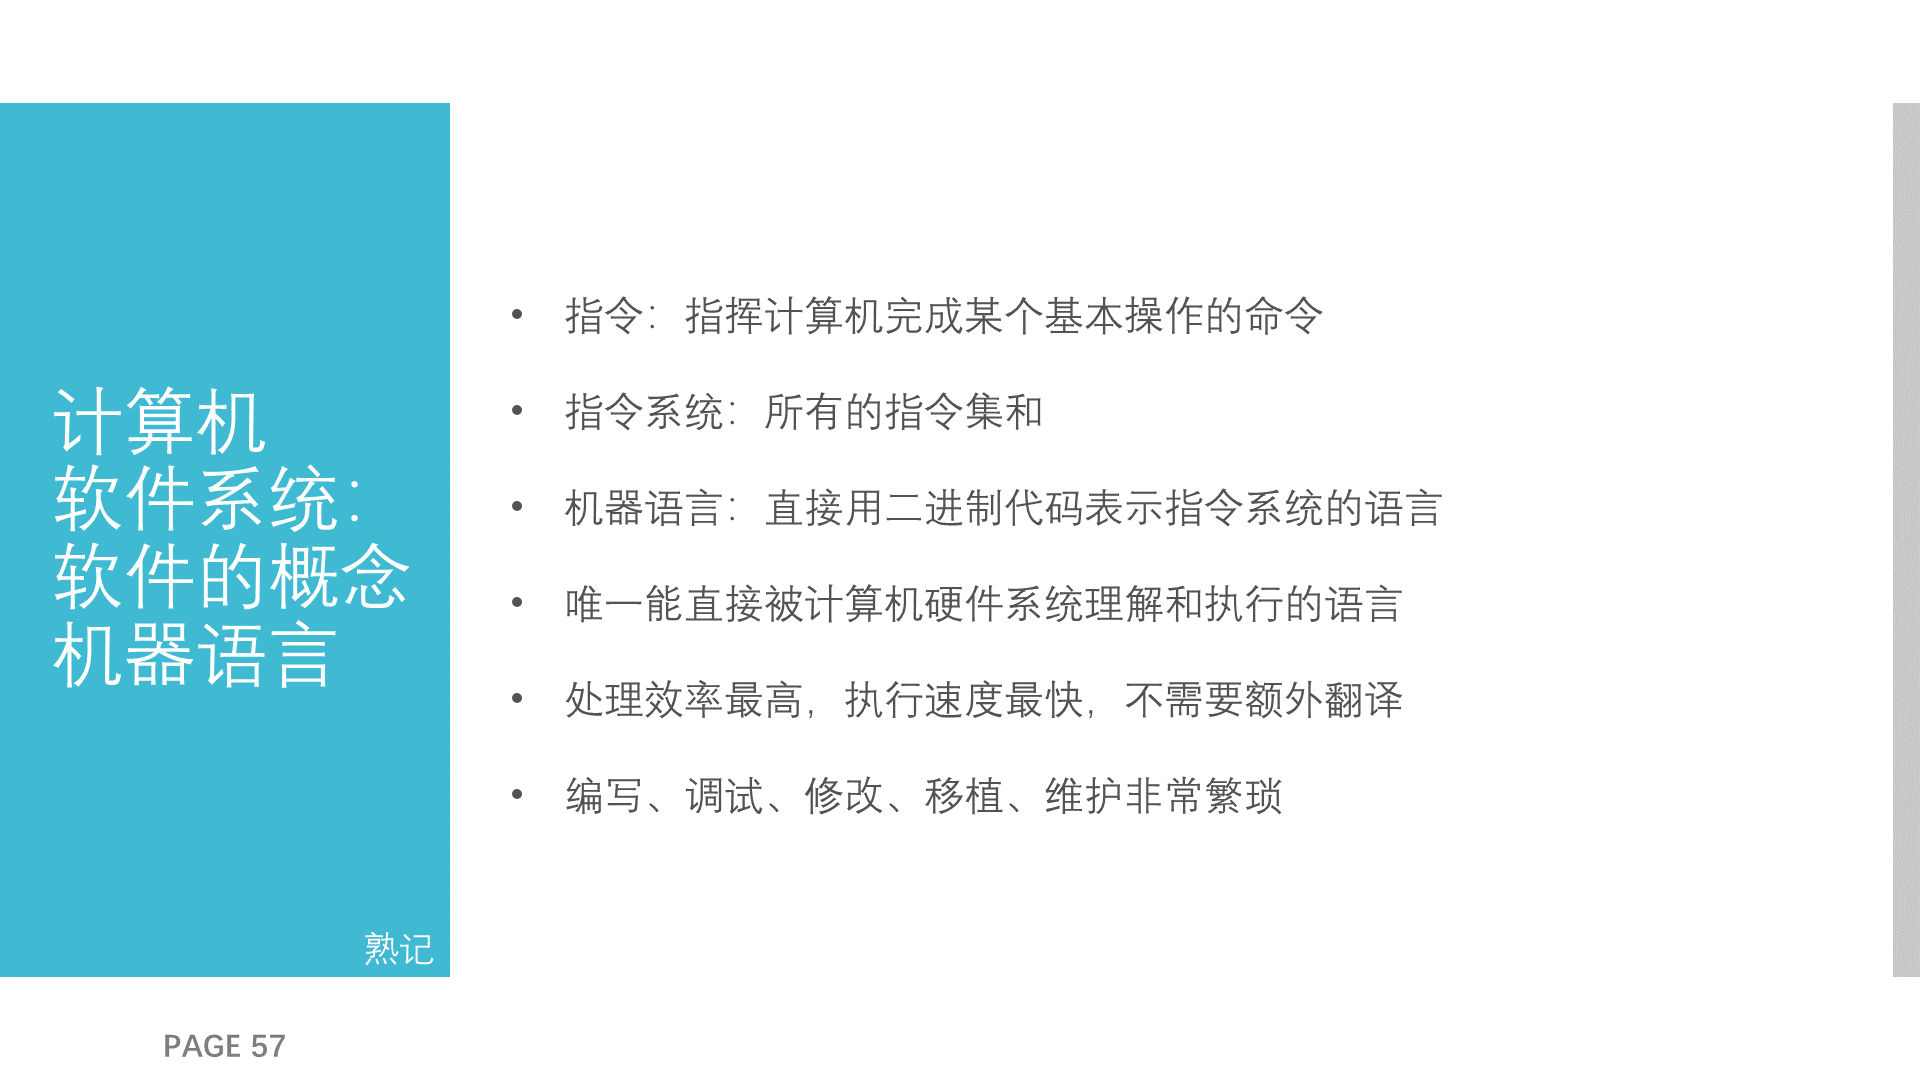 计算机
软件系统：
软件的概念
机器语言
熟记
• 指令：指挥计算机完成某个基本操作的命令
• 指令系统：所有的指令集和
• 机器语言：直接用二进制代码表示指令系统的语言
• 唯一能直接被计算机硬件系统理解和执行的语言
• 处理效率最高，执行速度最快，不需要额外翻译
• 编写、调试、修改、移植、维护非常繁琐
PAGE 57